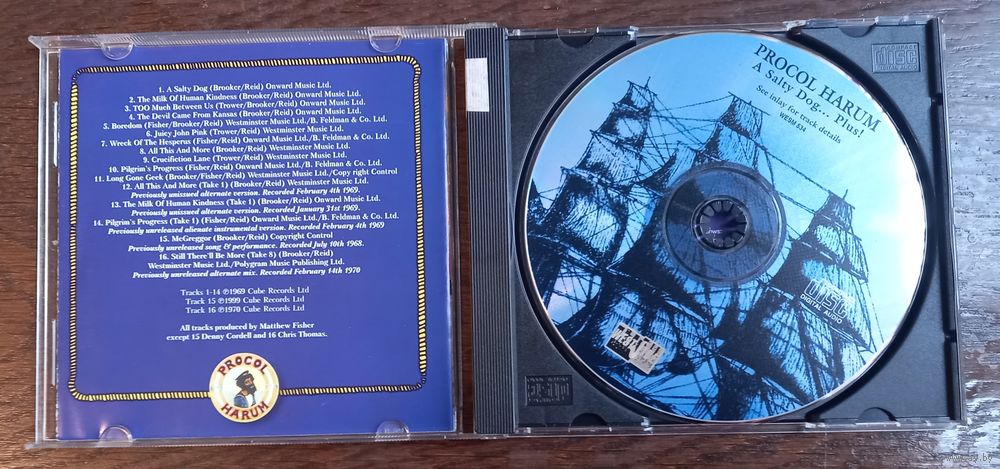 1. A Salty Dog (Brooker/Reid) Onward Music Ltd.
2. The Milk Of Human Kindness (Brooker/Reid) Onward Music Ltd.
3. TOO Much Between Us (Trower/Brooker/Reid) Onward Music Ltd.
4. The Devil Came From Kansas (Brooker/Reid) Onward Music Ltd.
5. Boredom (Fisher/Brooker/Reid) Westminster Music Ltd./B. Feldman & Co. Ltd.
6. Juicy John Pink (Trower/Reid) Westminster Music Ltd.
7. Wreck Of The Hesperus (Fisher/Reid) Onward Music Ltd./B. Feldman & Co. Ltd.
8. All This And More (Brooker/Reid) Westminster Music Ltd.
9. Crucifiction Lane (Trower/Reid) Westminster Music Ltd.
10. Pilgrim's Progress (Fisher/Reid) Onward Music Ltd./B. Feldman & Co. Ltd.
11. Long Gone Geek (Brooker/Fisher/Reid) Westminster Music Ltd./Copy right Control
12. All This And More (Take 1) (Brooker/Reid) Westminster Music Ltd.
Previously unissued alternate version. Recorded February 4th 1969.
13. The Milk Of Human Kindness (Take 1) (Brooker/Reid) Onward Music Ltd.
Previously unissued alternate version. Recorded January 31st 1969.
14. Pilgrim's Progress (Take 1) (Fisher/Reid) Onward Music Ltd./B. Feldman & Co. Ltd.
Previously unreleased alienate instrumental version. Recorded February 4th 1969
15. McGreggor (Brooker/Reid) Copyright Control
Previously unreleased song & performance. Recorded July 10th 1968.
16. Still There'll Be More (Take 8) (Brooker/Reid)
Westminster Music Ltd./Polygram Music Publishing Ltd.
Previously unreleased alternate mix. Recorded February 14th 1970
Tracks 1-14 ℗1969 Cube Records Ltd
Track 15 ℗1999 Cube Records Ltd
Track 16 ℗1970 Cube Records Ltd
All tracks produced by Matthew Fisher
except 15 Denny Cordell and 16 Chris Thomas.
PROCOL
HARUM
PROCOL HARUM
A Salty Dog... Plus!
See inlay for track details
WESM 534
COMPACT
disc
DIGITAL AUDIO
disc
DIGITAL AUDIO